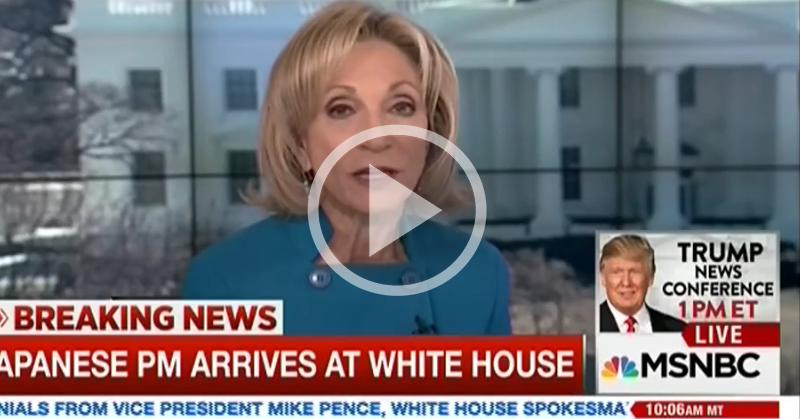 BREAKING NEWS
APANESE PM ARRIVES AT WHITE HOUSE
TRUMP
NEWS
CONFERENCE
1 PM ET
LIVE
MSNBC
NIALS FROM VICE PRESIDENT MIKE PENCE, WHITE HOUSE SPOKESMA
10:06AM MT